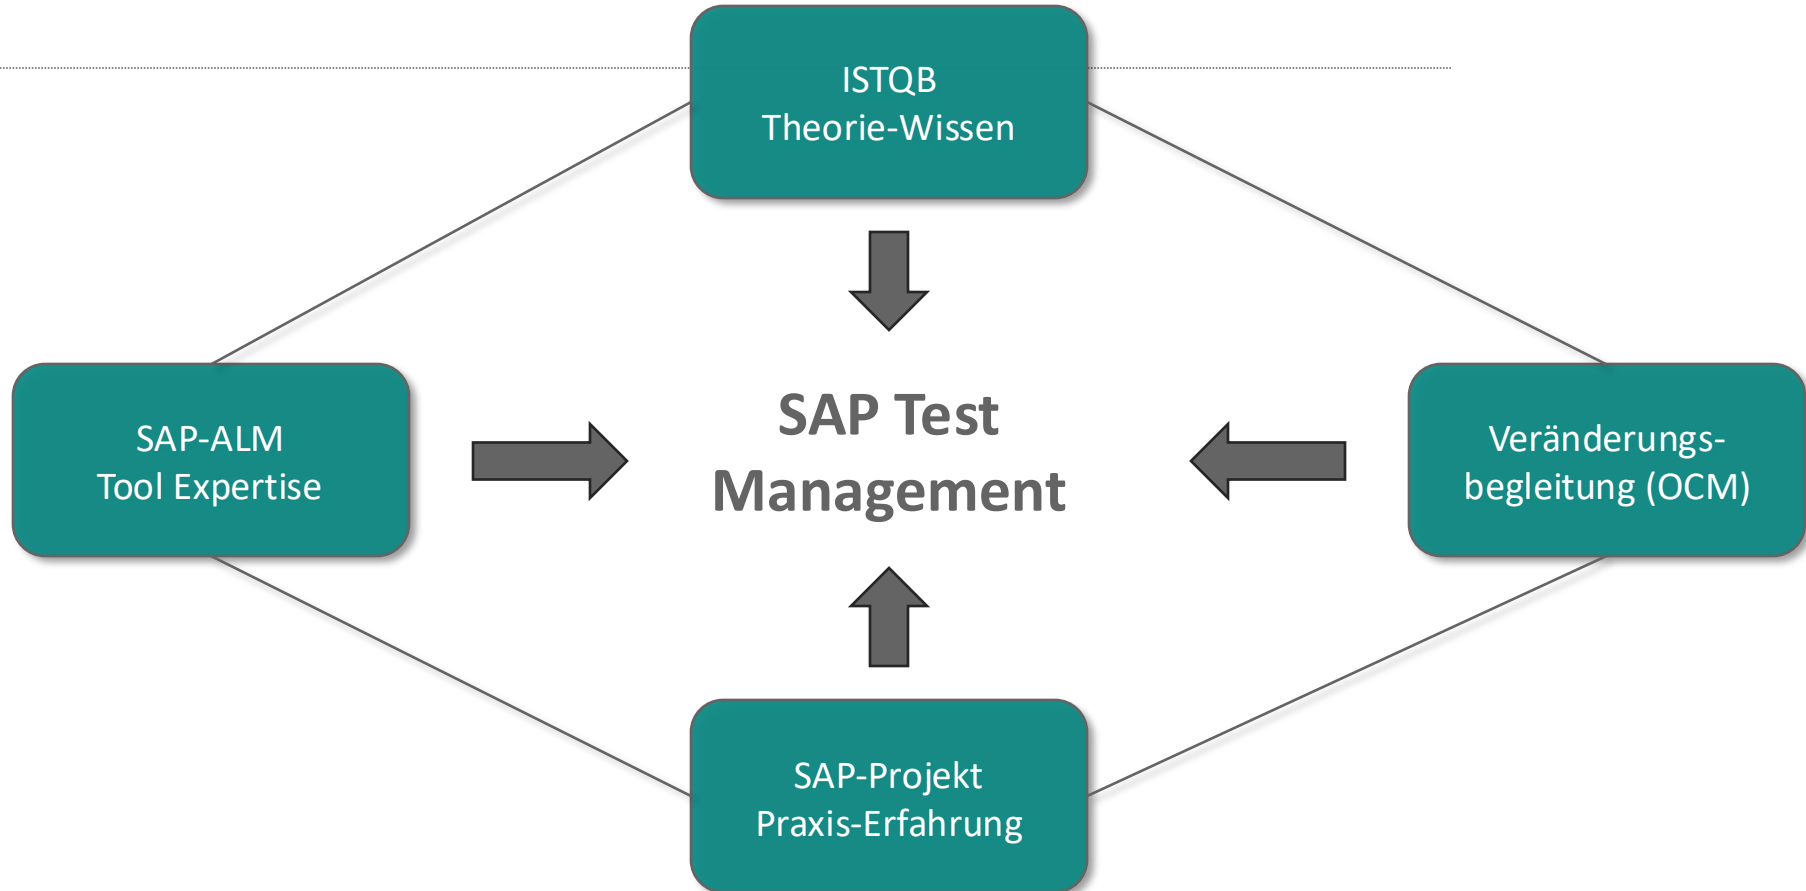 ISTQB
Theorie-Wissen
SAP-ALM
Tool Expertise
SAP Test
Management
Veränderungs-
begleitung (OCM)
SAP-Projekt
Praxis-Erfahrung